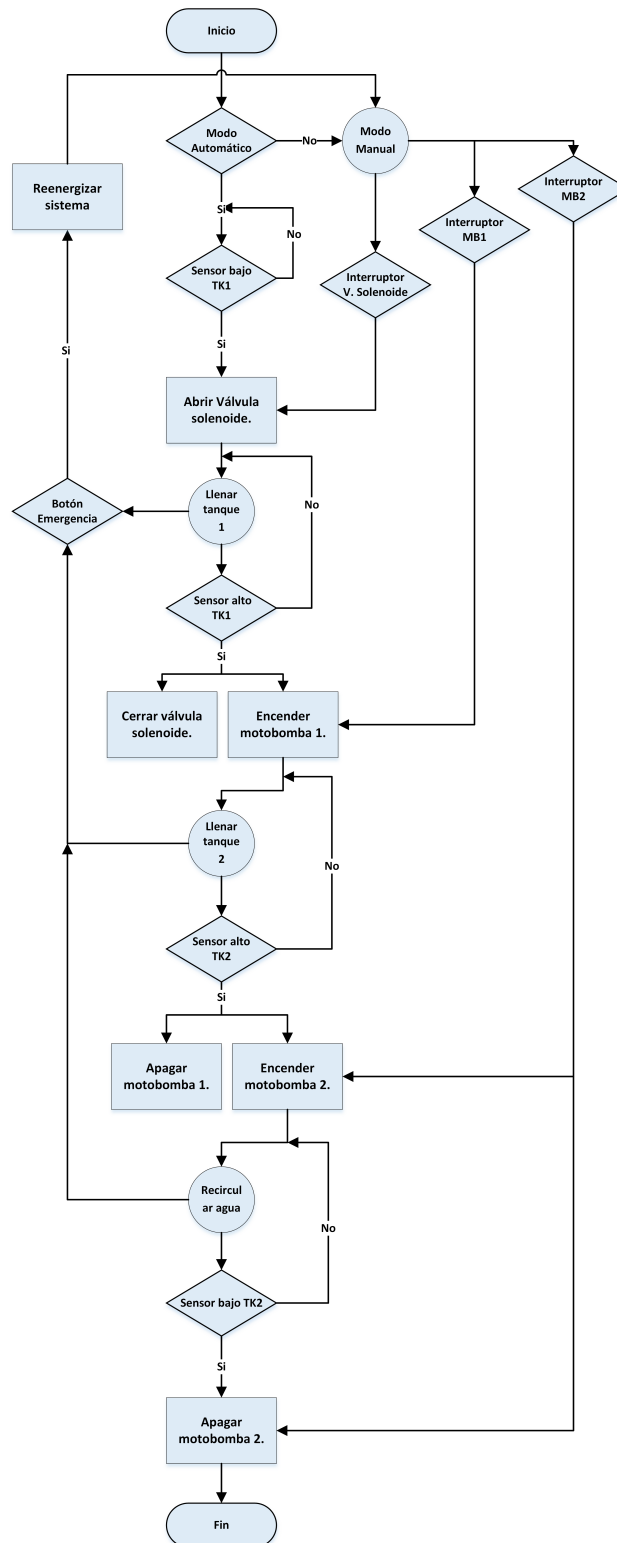 Inicio
Modo
Automático
No
Modo
Manual
Interruptor
MB2
Reenergizar
sistema
Si
No
Interruptor
MB1
Sensor bajo
TK1
Interruptor
V. Solenoide
Si
Si
Abrir Válvula
solenoide.
Botón
Emergencia
Llenar
tanque
1
No
Sensor alto
TK1
Si
Cerrar válvula
solenoide.
Encender
motobomba 1.
Llenar
tanque
2
No
Sensor alto
TK2
Si
Apagar
motobomba 1.
Encender
motobomba 2.
Recircul
ar agua
No
Sensor bajo TK2
Si
Apagar
motobomba 2.
Fin